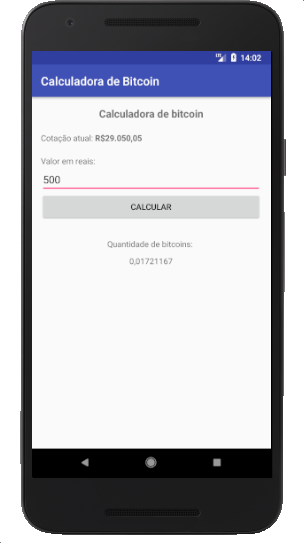 14:02
Calculadora de Bitcoin
Calculadora de bitcoin
Cotação atual: R$29.050,05
Valor em reais:
500
CALCULAR
Quantidade de bitcoins:
0,01721167